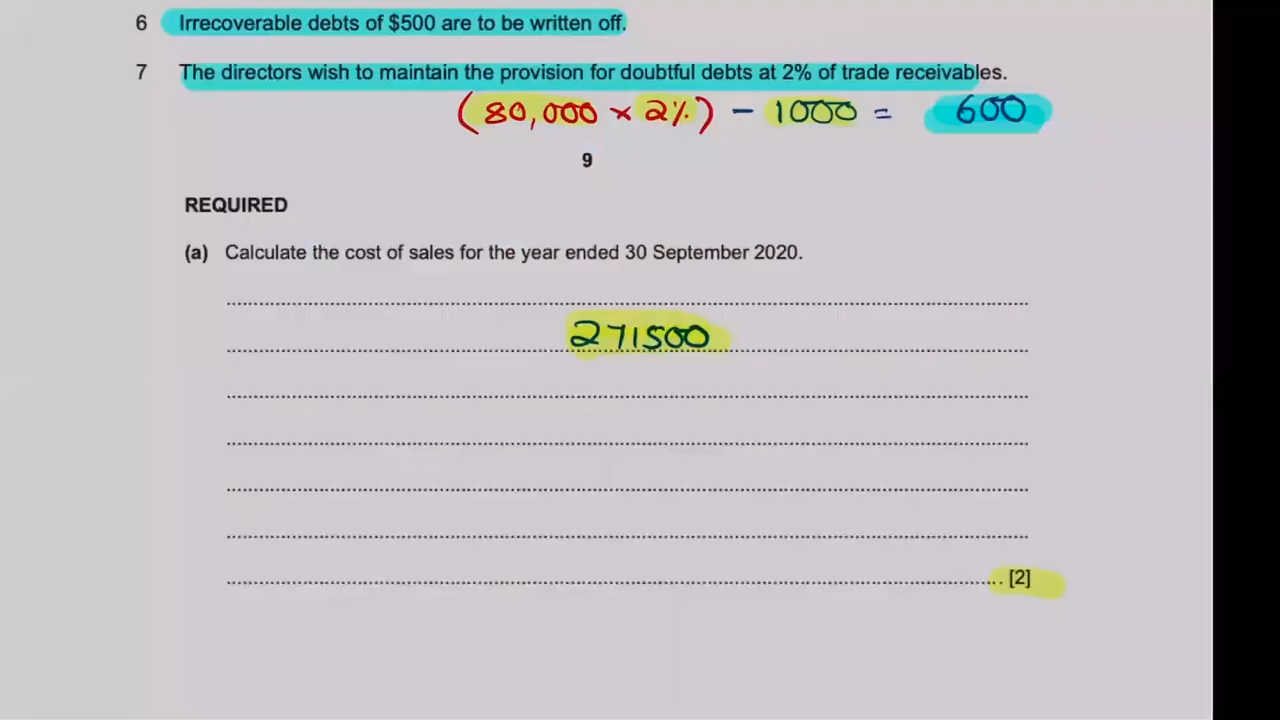 6 Irrecoverable debts of $500 are to be written off.
7 The directors wish to maintain the provision for doubtful debts at 2% of trade receivables.
(80,000 × 2%) - 1000 = 600
9
REQUIRED
(a) Calculate the cost of sales for the year ended 30 September 2020.
271500
[2]